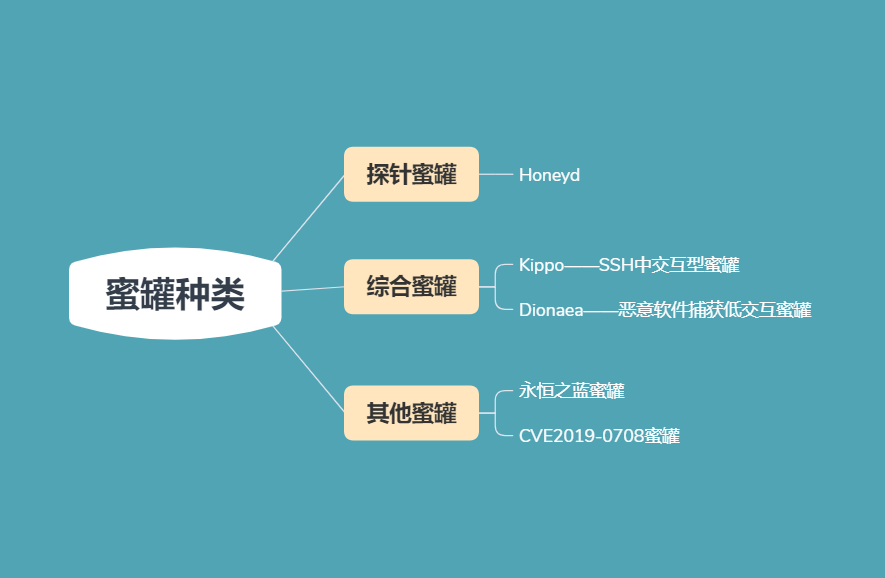 蜜罐种类
探针蜜罐
Honeyd
综合蜜罐
Kippo——SSH中交互型蜜罐
Dionaea——恶意软件捕获低交互蜜罐
其他蜜罐
永恒之蓝蜜罐
CVE2019-0708蜜罐